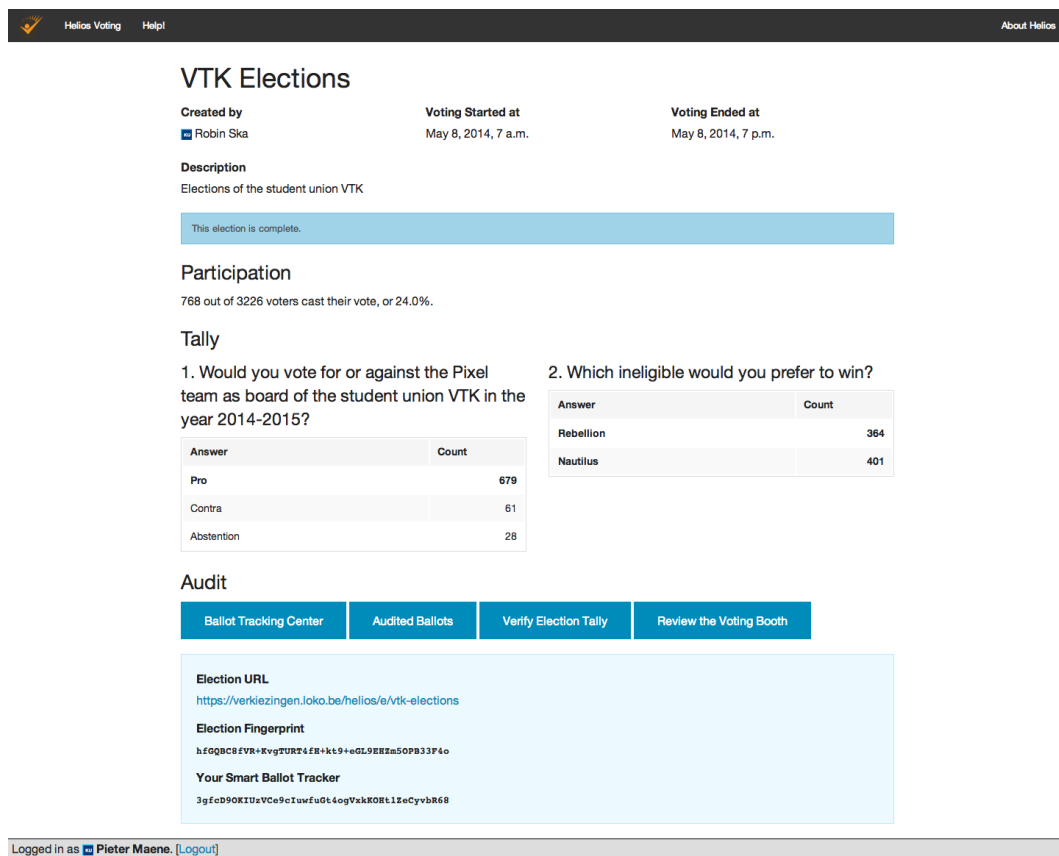 Helios Voting Help! About Helios
VTK Elections
Created by Voting Started at Voting Ended at
KU Robin Ska May 8, 2014, 7 a.m. May 8, 2014, 7 p.m.
Description
Elections of the student union VTK
This election is complete.
Participation
768 out of 3226 voters cast their vote, or 24.0%.
Tally
1. Would you vote for or against the Pixel
team as board of the student union VTK in the
year 2014-2015?
Answer Count
Pro 679
Contra 61
Abstention 28
2. Which ineligible would you prefer to win?
Answer Count
Rebellion 364
Nautilus 401
Audit
Ballot Tracking Center Audited Ballots Verify Election Tally Review the Voting Booth
Election URL
https://verkiezingen.loko.be/helios/e/vtk-elections
Election Fingerprint
hfGQBC8fVR+KvgTURT4fH+kt9+eGL9EHZm5OPB33F4o
Your Smart Ballot Tracker
3gfcD9OKIUzVCe9cIuwfuGt4ogVxkKOHt1ZeCyvbR68
Logged in as KU Pieter Maene. [Logout]